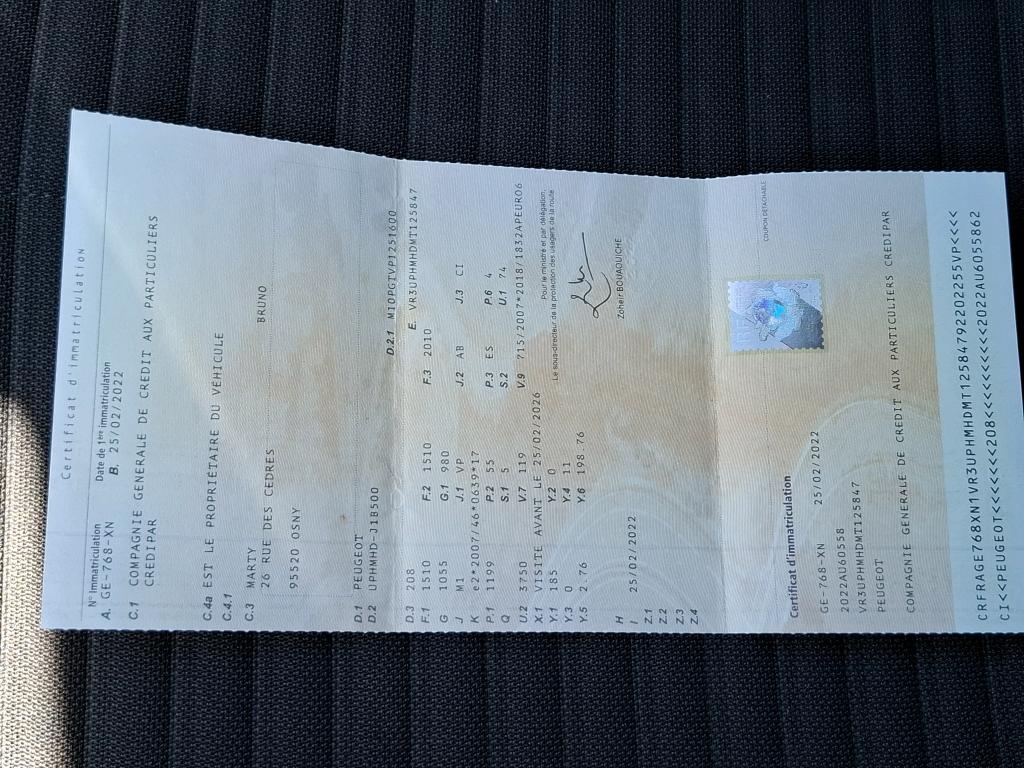 Certificat d'immatriculation
N° Immatriculation Date de 1ère immatriculation
A. GE-768-XN B. 25/02/2022
C.1 COMPAGNIE GENERALE DE CREDIT AUX PARTICULIERS
CREDIPAR
C.4a EST LE PROPRIÉTAIRE DU VÉHICULE
C.4.1
C.3 MARTY BRUNO
26 RUE DES CEDRES
95520 OSNY
D.1 PEUGEOT
D.2 UPHMHD-J1B500 D.2.1 M10PGTVP1251600
D.3 208 E. VR3UPHMHDMT125847
F.1 1510 F.2 1510 F.3 2010
G 1055 G.1 980
J M1 J.1 VP J.2 AB J.3 CI
K e2*2007/46*0639*17
P.1 1199 P.2 55 P.3 ES P.6 4
Q S.1 5 S.2 U.1 74
U.2 3750 V.7 119 V.9 715/2007*2018/1832APEURO6
X.1 VISITE AVANT LE 25/02/2026
Y.1 185 Y.2 0
Y.3 0 Y.4 11
Y.5 2.76 Y.6 198.76
Pour le ministre et par délégation,
Le sous-directeur de la protection des usagers de la route
Zoheir BOUAOUICHE
H
I 25/02/2022
Z.1
Z.2
Z.3
Z.4
COUPON DÉTACHABLE
Certificat d'immatriculation
GE-768-XN 25/02/2022
2022AU60558
VR3UPHMHDMT125847
PEUGEOT
COMPAGNIE GENERALE DE CREDIT AUX PARTICULIERS CREDIPAR
CRFRAGE768XN1VR3UPHMHDMT1258479220222 55VP<<<
CI<<PEUGEOT<<<<<<<208<<<<<<<<<<<2022AU6055862